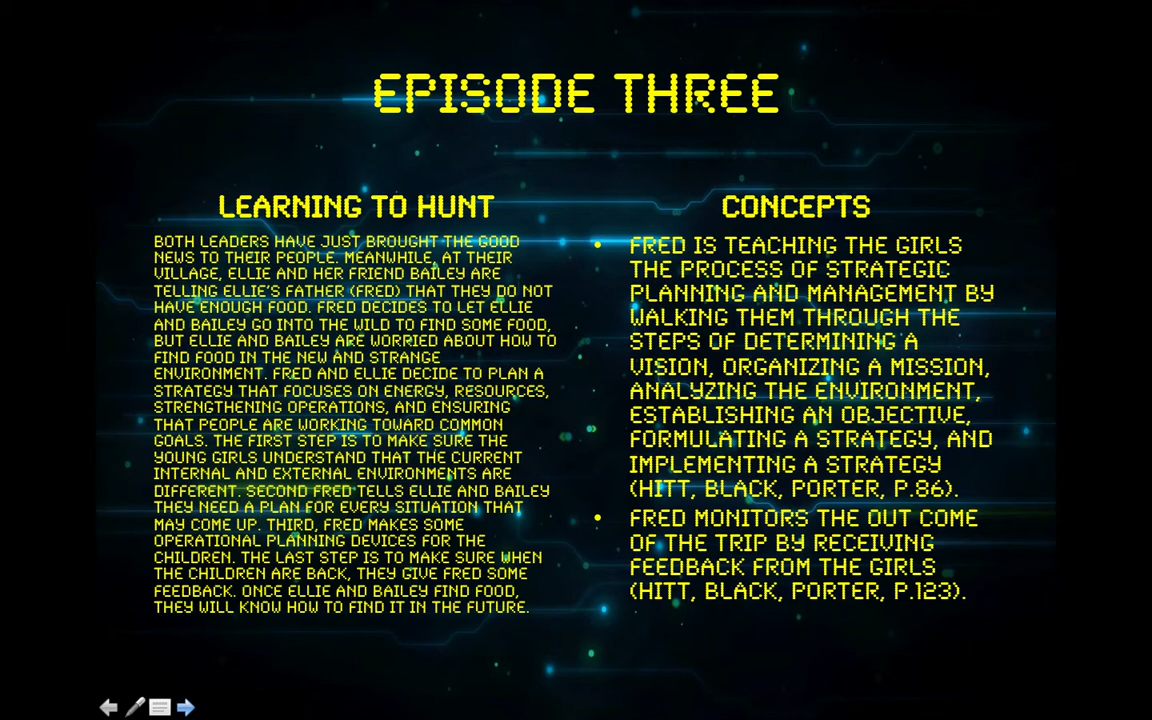 EPISODE THREE
LEARNING TO HUNT
BOTH LEADERS HAVE JUST BROUGHT THE GOOD
NEWS TO THEIR PEOPLE. MEANWHILE, AT THEIR
VILLAGE, ELLIE AND HER FRIEND BAILEY ARE
TELLING ELLIE'S FATHER (FRED) THAT THEY DO NOT
HAVE ENOUGH FOOD. FRED DECIDES TO LET ELLIE
AND BAILEY GO INTO THE WILD TO FIND SOME FOOD,
BUT ELLIE AND BAILEY ARE WORRIED ABOUT HOW TO
FIND FOOD IN THE NEW AND STRANGE
ENVIRONMENT. FRED AND ELLIE DECIDE TO PLAN A
STRATEGY THAT FOCUSES ON ENERGY, RESOURCES,
STRENGTHENING OPERATIONS, AND ENSURING
THAT PEOPLE ARE WORKING TOWARD COMMON
GOALS. THE FIRST STEP IS TO MAKE SURE THE
YOUNG GIRLS UNDERSTAND THAT THE CURRENT
INTERNAL AND EXTERNAL ENVIRONMENTS ARE
DIFFERENT. SECOND FRED TELLS ELLIE AND BAILEY
THEY NEED A PLAN FOR EVERY SITUATION THAT
MAY COME UP. THIRD, FRED MAKES SOME
OPERATIONAL PLANNING DEVICES FOR THE
CHILDREN. THE LAST STEP IS TO MAKE SURE WHEN
THE CHILDREN ARE BACK, THEY GIVE FRED SOME
FEEDBACK. ONCE ELLIE AND BAILEY FIND FOOD,
THEY WILL KNOW HOW TO FIND IT IN THE FUTURE.
CONCEPTS
• FRED IS TEACHING THE GIRLS
THE PROCESS OF STRATEGIC
PLANNING AND MANAGEMENT BY
WALKING THEM THROUGH THE
STEPS OF DETERMINING A
VISION, ORGANIZING A MISSION,
ANALYZING THE ENVIRONMENT,
ESTABLISHING AN OBJECTIVE,
FORMULATING A STRATEGY, AND
IMPLEMENTING A STRATEGY
(HITT, BLACK, PORTER, P.86).
• FRED MONITORS THE OUT COME
OF THE TRIP BY RECEIVING
FEEDBACK FROM THE GIRLS
(HITT, BLACK, PORTER, P.123).